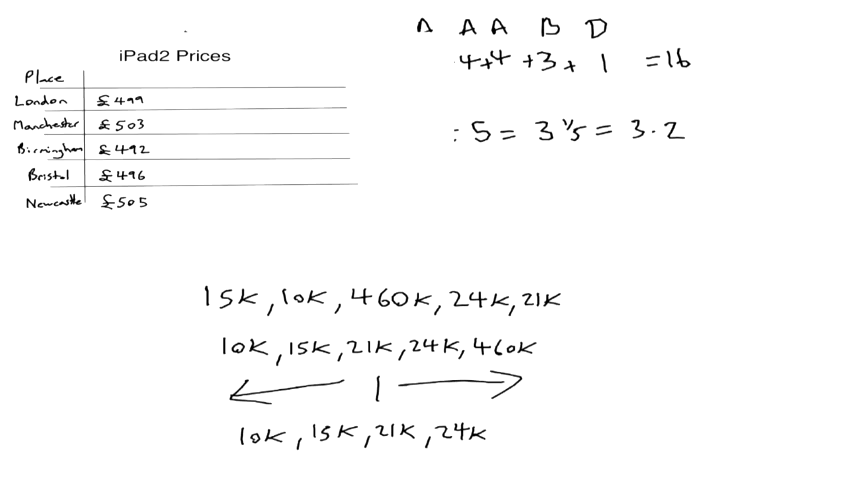 iPad2 Prices
Place
London £499
Manchester £503
Birmingham £492
Bristol £496
Newcastle £505
A A A B D
4+4+3+1 =16
:5 = 3 1/5 = 3.2
15K, 10K, 460K, 24K, 21K
10K, 15K, 21K, 24K, 460K
10K, 15K, 21K, 24K